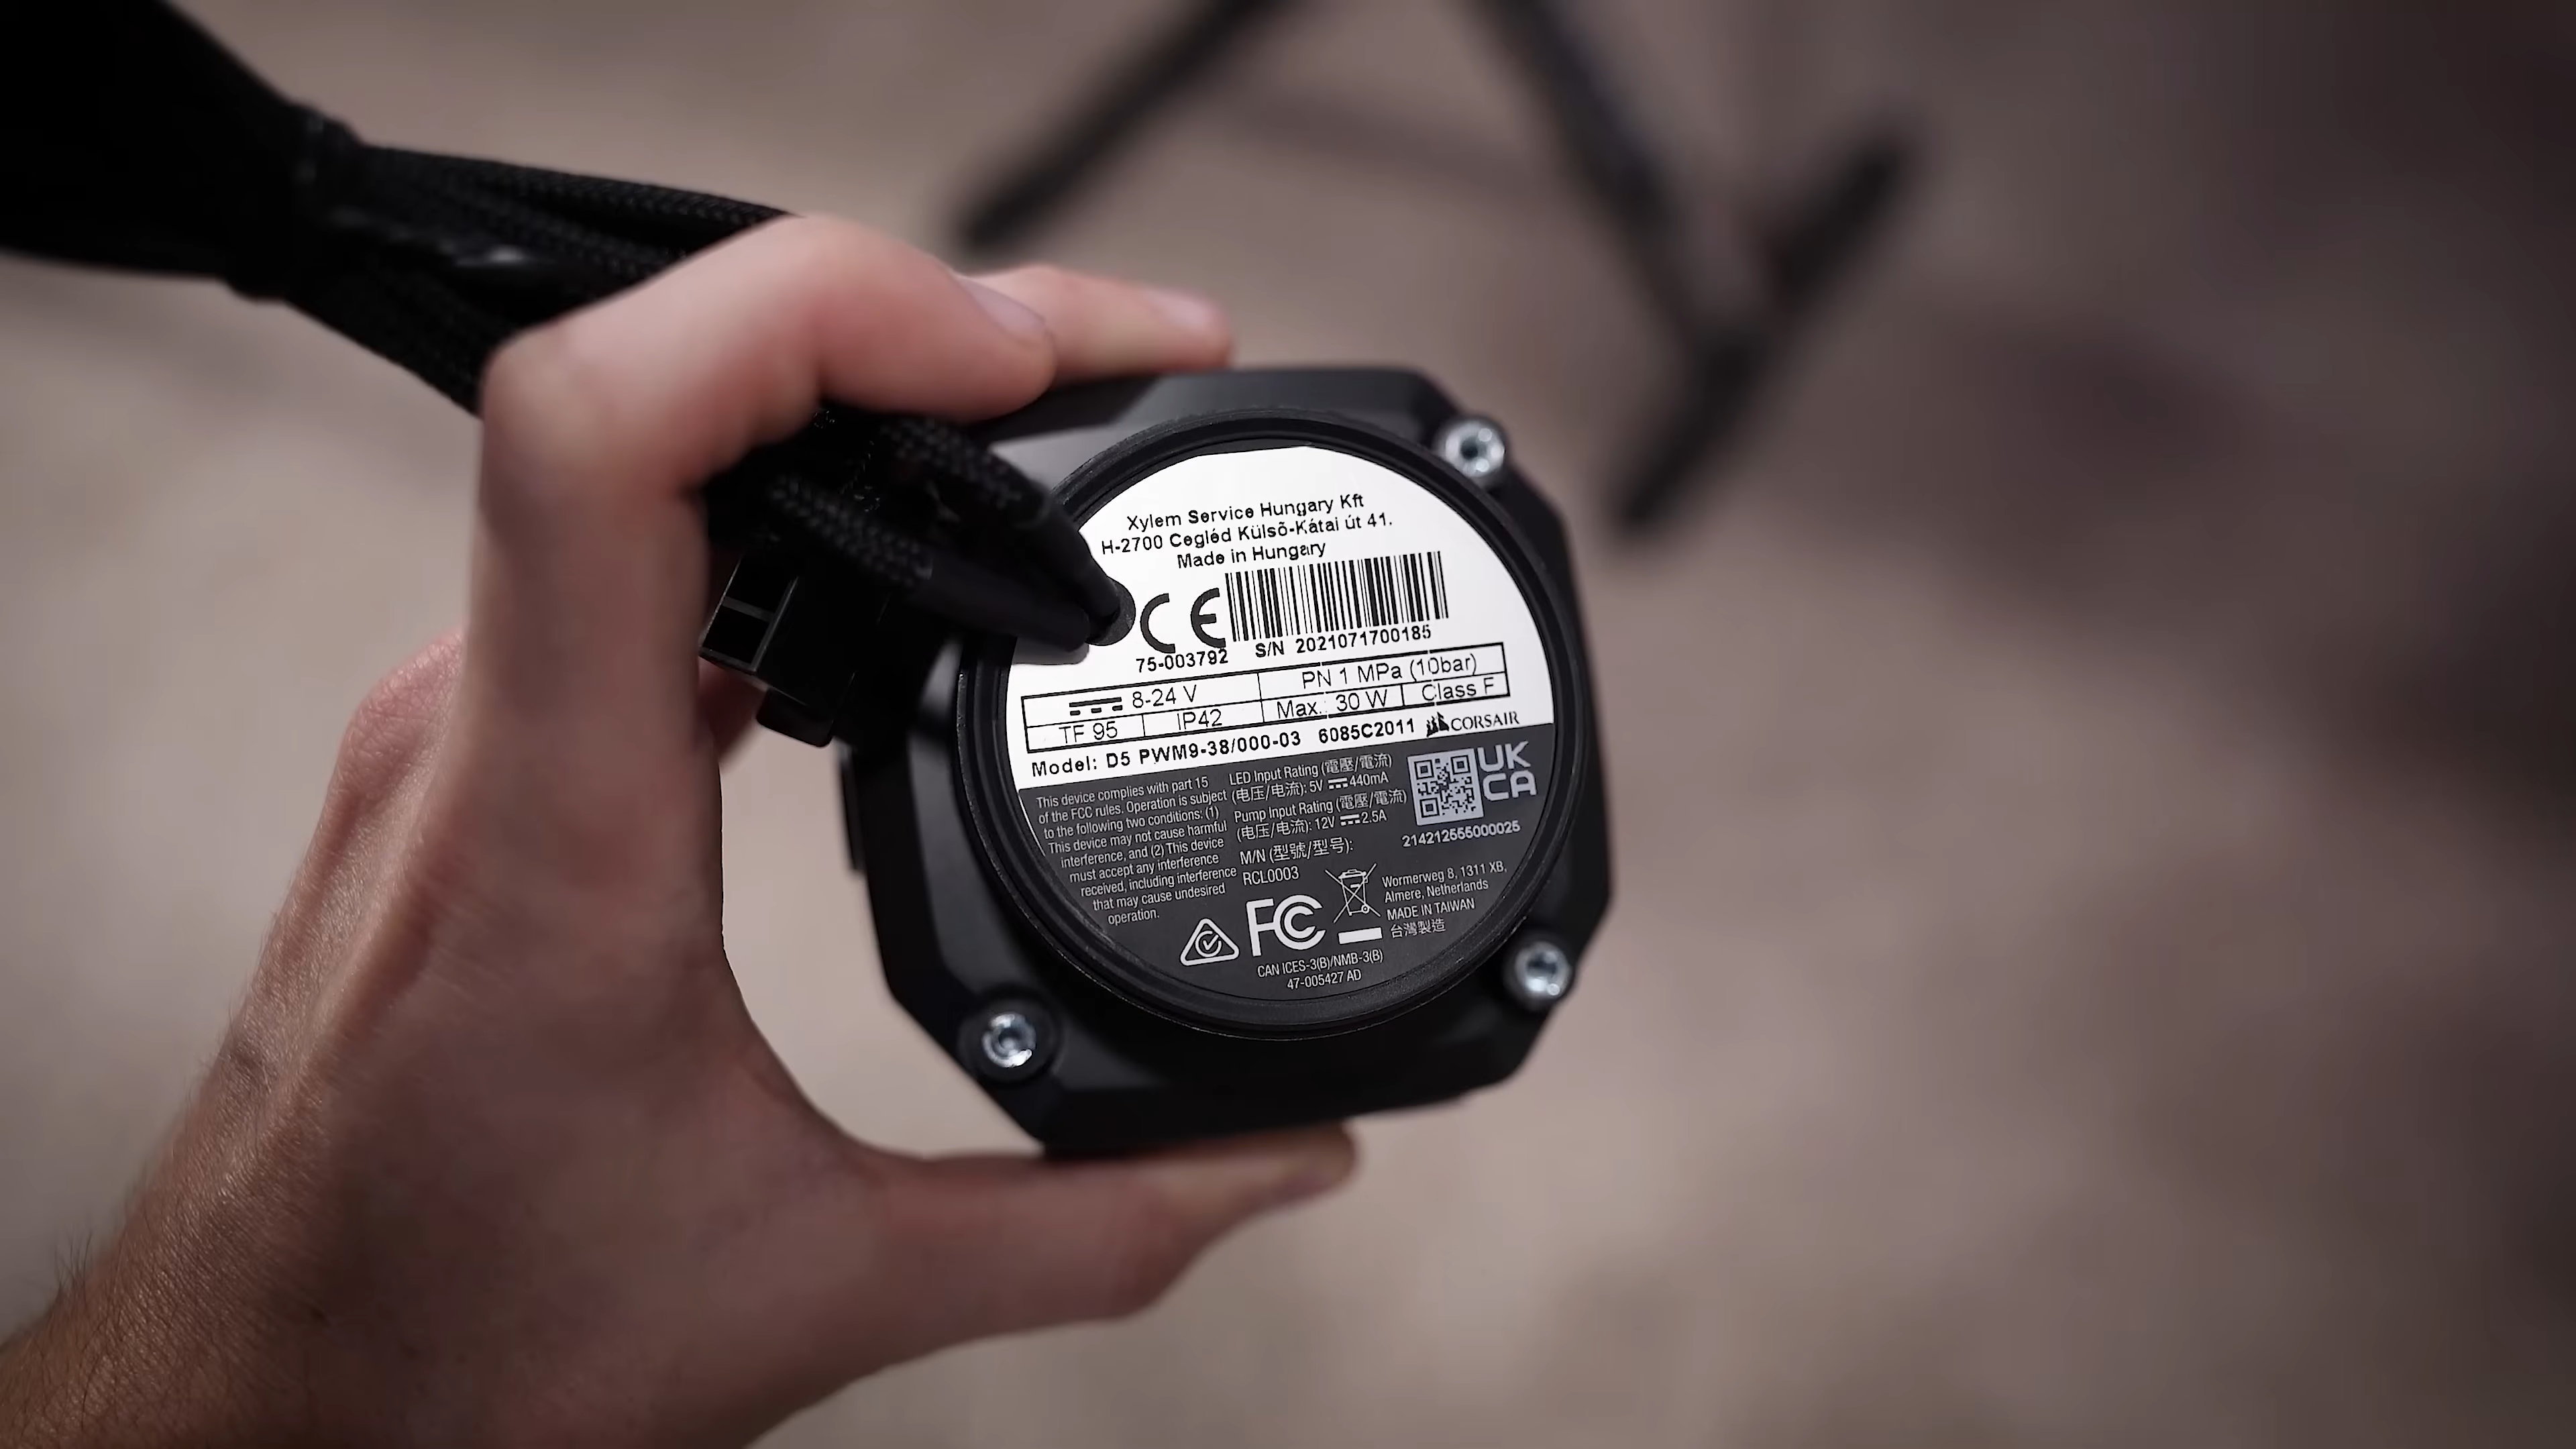 Xylem Service Hungary Kft
H-2700 Cegléd Külsõ-Kátai út 41.
Made in Hungary
CE
75-003792 S/N 2021071700185
8-24 V PN 1 MPa (10bar)
TF 95 IP42 Max. 30 W Class F
Model: D5 PWM9-38/000-03 6085C2011 CORSAIR
This device complies with part 15
of the FCC rules. Operation is subject
to the following two conditions: (1)
This device may not cause harmful
interference, and (2) This device
must accept any interference
received, including interference
that may cause undesired
operation.
LED Input Rating (電壓/電流)
(电压/电流): 5V 440mA
Pump Input Rating (電壓/電流)
(电压/电流): 12V 2.5A
M/N (型號/型号):
RCL0003
UK
CA
214212555000025
Wormerweg 8, 1311 XB,
Almere, Netherlands
MADE IN TAIWAN
台灣製造
FC
CAN ICES-3(B)/NMB-3(B)
47-005427 AD